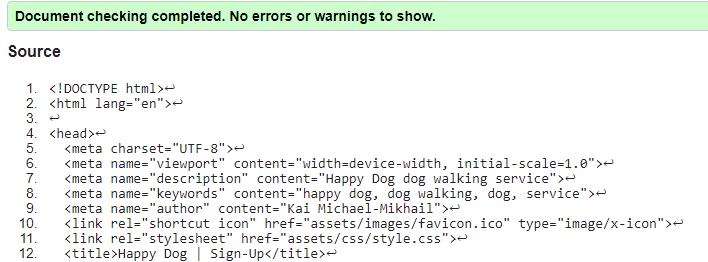 Document checking completed. No errors or warnings to show.
Source
1. <!DOCTYPE html>↩
2. <html lang="en">↩
3. ↩
4. <head>↩
5.   <meta charset="UTF-8">↩
6.   <meta name="viewport" content="width=device-width, initial-scale=1.0">↩
7.   <meta name="description" content="Happy Dog dog walking service">↩
8.   <meta name="keywords" content="happy dog, dog walking, dog, service">↩
9.   <meta name="author" content="Kai Michael-Mikhail">↩
10.   <link rel="shortcut icon" href="assets/images/favicon.ico" type="image/x-icon">↩
11.   <link rel="stylesheet" href="assets/css/style.css">↩
12.   <title>Happy Dog | Sign-Up</title>↩